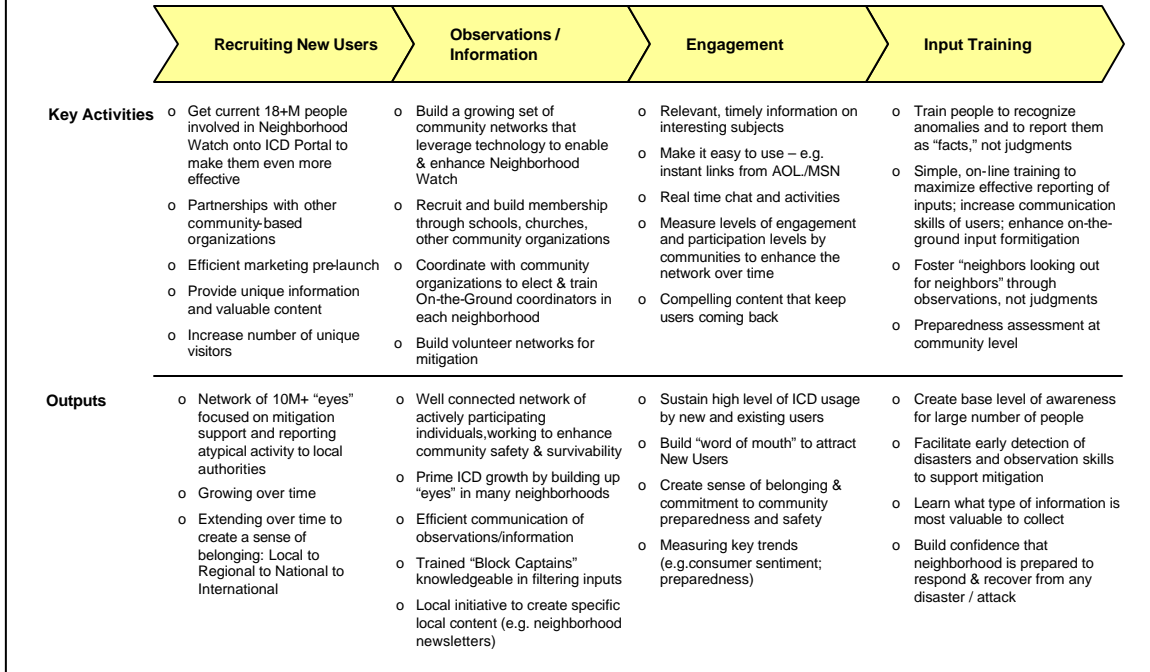 Recruiting New Users
Observations /
Information
Engagement
Input Training
Key Activities
o Get current 18+M people
involved in Neighborhood
Watch onto ICD Portal to
make them even more
effective
o Partnerships with other
community-based
organizations
o Efficient marketing pre-launch
o Provide unique information
and valuable content
o Increase number of unique
visitors
o Build a growing set of
community networks that
leverage technology to enable
& enhance Neighborhood
Watch
o Recruit and build membership
through schools, churches,
other community organizations
o Coordinate with community
organizations to elect & train
On-the-Ground coordinators in
each neighborhood
o Build volunteer networks for
mitigation
o Relevant, timely information on
interesting subjects
o Make it easy to use – e.g.
instant links from AOL./MSN
o Real time chat and activities
o Measure levels of engagement
and participation levels by
communities to enhance the
network over time
o Compelling content that keep
users coming back
o Train people to recognize
anomalies and to report them
as “facts,” not judgments
o Simple, on-line training to
maximize effective reporting of
inputs; increase communication
skills of users; enhance on-the-
ground input formitigation
o Foster “neighbors looking out
for neighbors” through
observations, not judgments
o Preparedness assessment at
community level
Outputs
o Network of 10M+ “eyes”
focused on mitigation
support and reporting
atypical activity to local
authorities
o Growing over time
o Extending over time to
create a sense of
belonging: Local to
Regional to National to
International
o Well connected network of
actively participating
individuals,working to enhance
community safety & survivability
o Prime ICD growth by building up
“eyes” in many neighborhoods
o Efficient communication of
observations/information
o Trained “Block Captains”
knowledgeable in filtering inputs
o Local initiative to create specific
local content (e.g. neighborhood
newsletters)
o Sustain high level of ICD usage
by new and existing users
o Build “word of mouth” to attract
New Users
o Create sense of belonging &
commitment to community
preparedness and safety
o Measuring key trends
(e.g.consumer sentiment;
preparedness)
o Create base level of awareness
for large number of people
o Facilitate early detection of
disasters and observation skills
to support mitigation
o Learn what type of information is
most valuable to collect
o Build confidence that
neighborhood is prepared to
respond & recover from any
disaster / attack